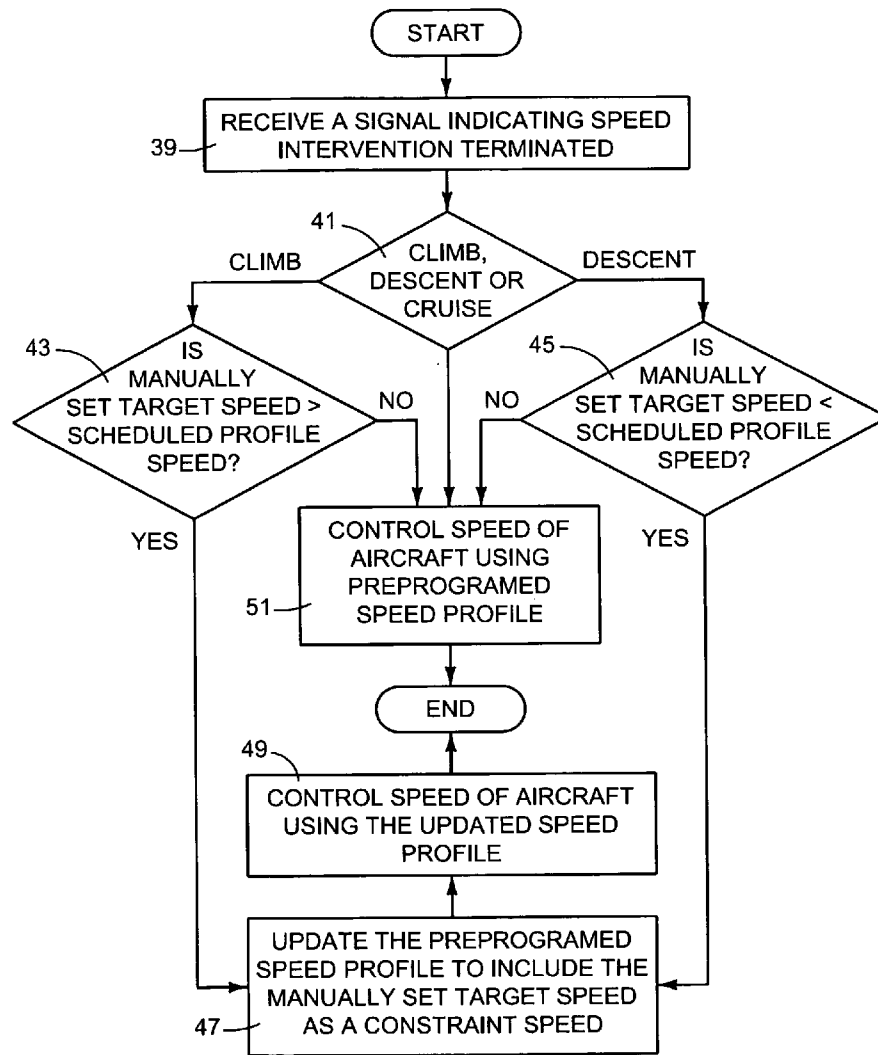 START
RECEIVE A SIGNAL INDICATING SPEED
INTERVENTION TERMINATED
39
41
CLIMB,
DESCENT OR
CRUISE
CLIMB
DESCENT
43
IS
MANUALLY
SET TARGET SPEED >
SCHEDULED PROFILE
SPEED?
NO
YES
45
IS
MANUALLY
SET TARGET SPEED <
SCHEDULED PROFILE
SPEED?
NO
YES
CONTROL SPEED OF
AIRCRAFT USING
PREPROGRAMED
SPEED PROFILE
51
END
49
CONTROL SPEED OF AIRCRAFT
USING THE UPDATED SPEED
PROFILE
UPDATE THE PREPROGRAMED
SPEED PROFILE TO INCLUDE THE
MANUALLY SET TARGET SPEED
AS A CONSTRAINT SPEED
47